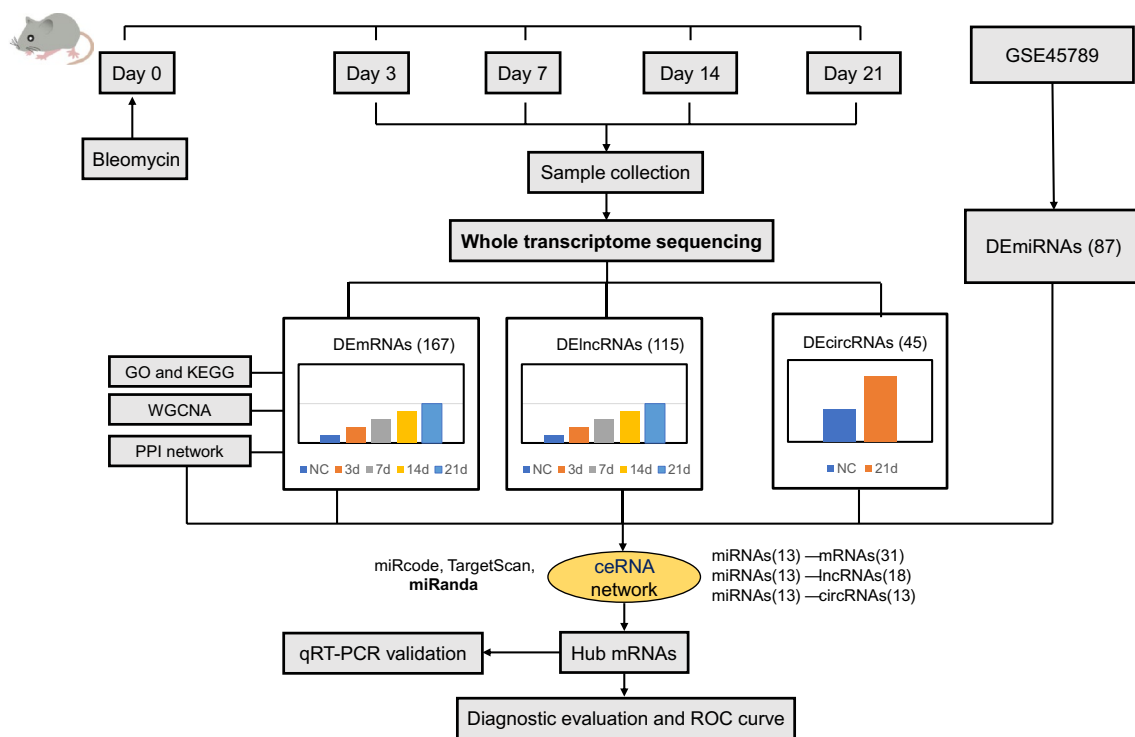 Day 0
Day 3
Day 7
Day 14
Day 21
GSE45789
Bleomycin
Sample collection
Whole transcriptome sequencing
DEmiRNAs (87)
DEmRNAs (167)
DElncRNAs (115)
DEcircRNAs (45)
GO and KEGG
WGCNA
PPI network
NC 3d 7d 14d 21d
NC 3d 7d 14d 21d
NC 21d
miRcode, TargetScan,
miRanda
ceRNA
network
miRNAs(13) —mRNAs(31)
miRNAs(13) —lncRNAs(18)
miRNAs(13) —circRNAs(13)
qRT-PCR validation
Hub mRNAs
Diagnostic evaluation and ROC curve